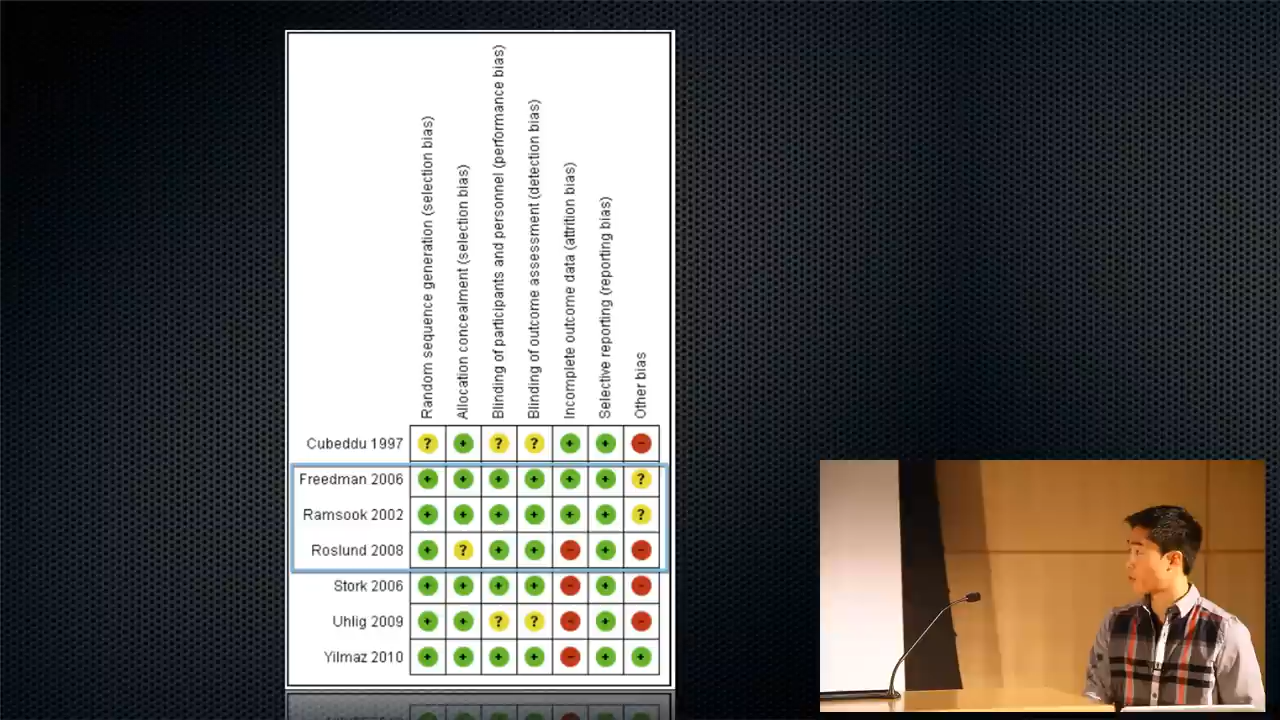 Random sequence generation (selection bias)
Allocation concealment (selection bias)
Blinding of participants and personnel (performance bias)
Blinding of outcome assessment (detection bias)
Incomplete outcome data (attrition bias)
Selective reporting (reporting bias)
Other bias
Cubeddu 1997 ? + ? ? + + -
Freedman 2006 + + + + + + ?
Ramsook 2002 + + + + + + ?
Roslund 2008 + ? + + - + -
Stork 2006 + + + + - + -
Uhlig 2009 + + ? ? - + -
Yilmaz 2010 + + + + - + +